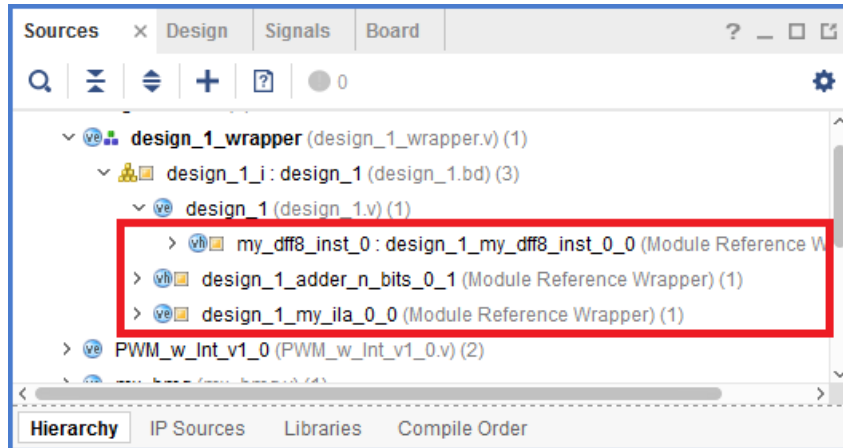 Sources × Design Signals Board ? _
0
design_1_wrapper (design_1_wrapper.v) (1)
design_1_i : design_1 (design_1.bd) (3)
design_1 (design_1.v) (1)
my_dff8_inst_0 : design_1_my_dff8_inst_0_0 (Module Reference W
design_1_adder_n_bits_0_1 (Module Reference Wrapper) (1)
design_1_my_ila_0_0 (Module Reference Wrapper) (1)
PWM_w_Int_v1_0 (PWM_w_Int_v1_0.v) (2)
Hierarchy IP Sources Libraries Compile Order